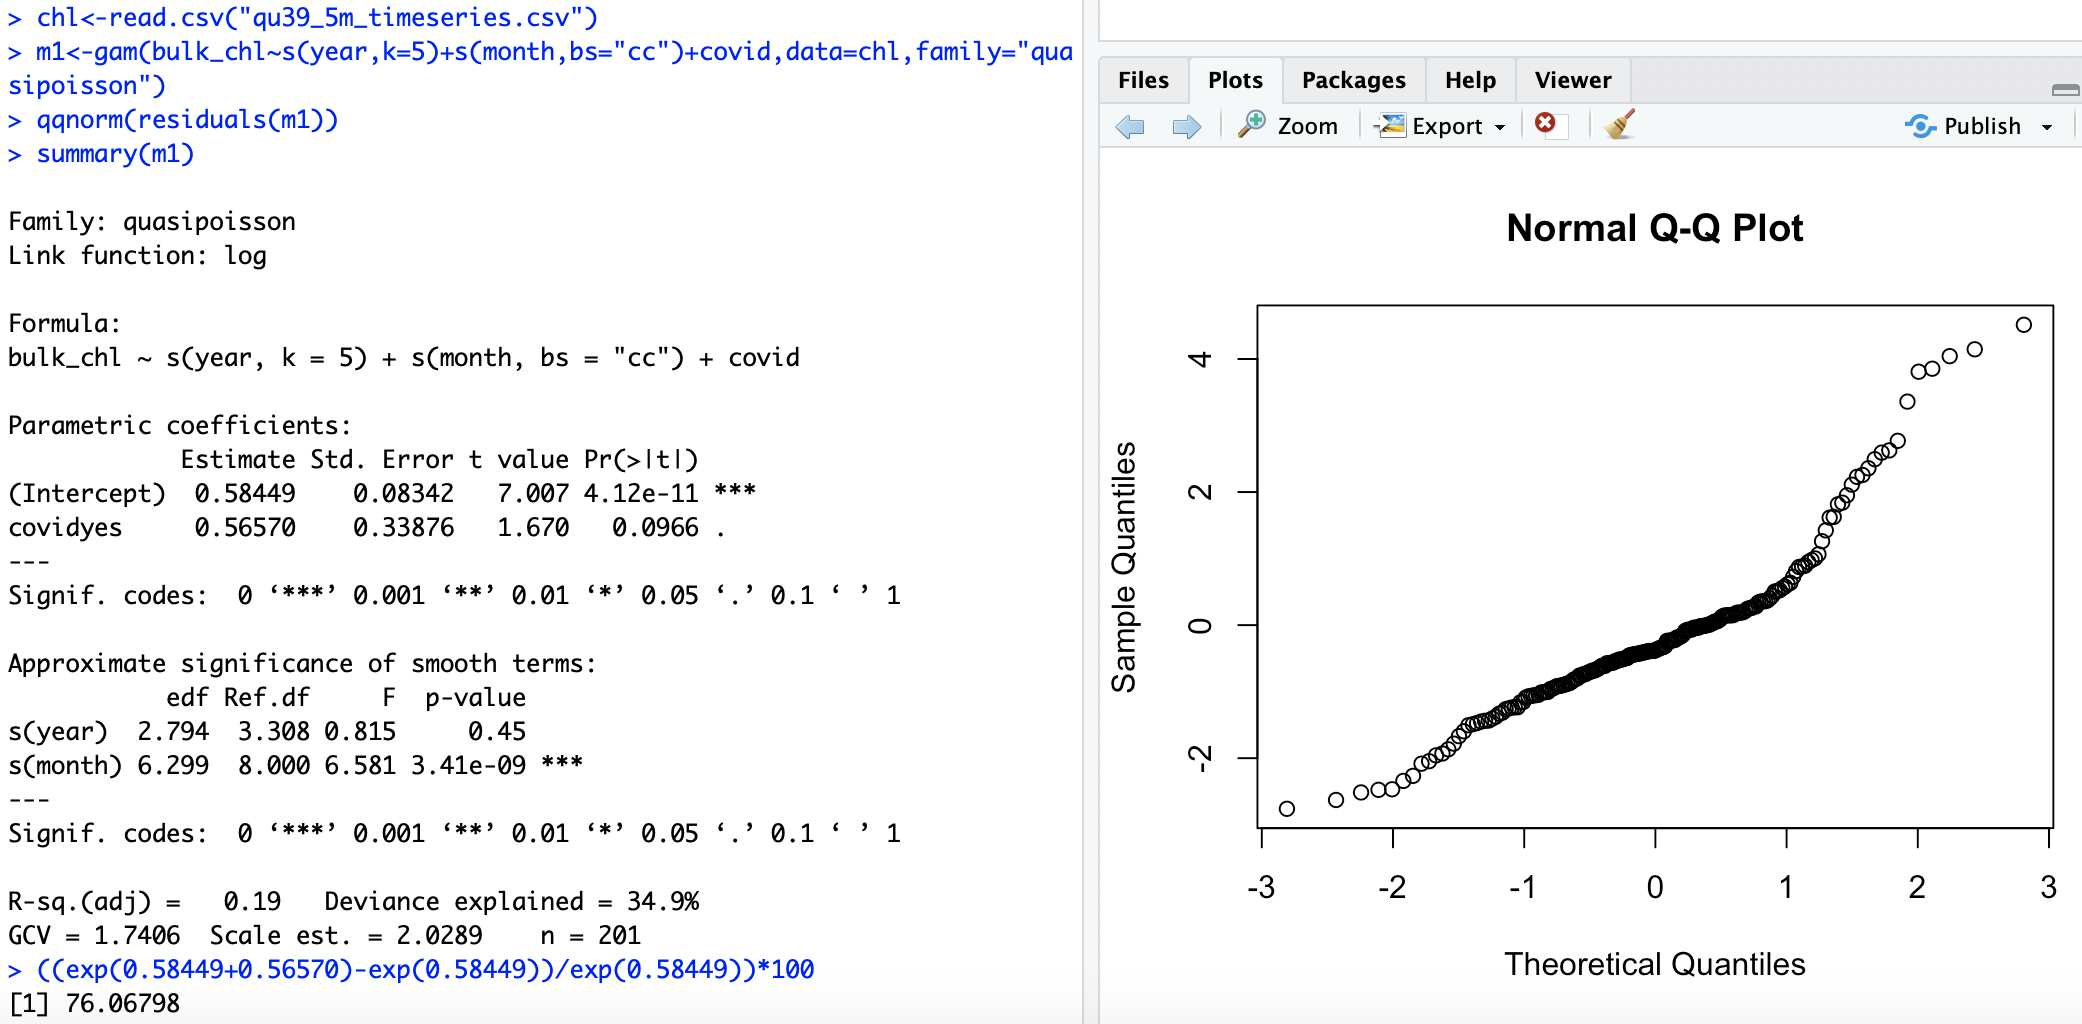 > chl<-read.csv("qu39_5m_timeseries.csv")
> m1<-gam(bulk_chl~s(year,k=5)+s(month,bs="cc")+covid,data=chl,family="qua
sipoisson")
> qqnorm(residuals(m1))
> summary(m1)
Family: quasipoisson
Link function: log
Formula:
bulk_chl ~ s(year, k = 5) + s(month, bs = "cc") + covid
Parametric coefficients:
Estimate Std. Error t value Pr(>|t|)
(Intercept) 0.58449 0.08342 7.007 4.12e-11 ***
covidyes 0.56570 0.33876 1.670 0.0966 .
---
Signif. codes: 0 ‘***’ 0.001 ‘**’ 0.01 ‘*’ 0.05 ‘.’ 0.1 ‘ ’ 1
Approximate significance of smooth terms:
edf Ref.df F p-value
s(year) 2.794 3.308 0.815 0.45
s(month) 6.299 8.000 6.581 3.41e-09 ***
---
Signif. codes: 0 ‘***’ 0.001 ‘**’ 0.01 ‘*’ 0.05 ‘.’ 0.1 ‘ ’ 1
R-sq.(adj) = 0.19 Deviance explained = 34.9%
GCV = 1.7406 Scale est. = 2.0289 n = 201
> ((exp(0.58449+0.56570)-exp(0.58449))/exp(0.58449))*100
[1] 76.06798
Files Plots Packages Help Viewer
Zoom Export Publish
Normal Q-Q Plot
Sample Quantiles
4
2
0
-2
-3 -2 -1 0 1 2 3
Theoretical Quantiles